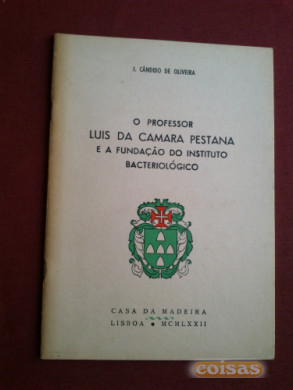 J. CÂNDIDO DE OLIVEIRA
O PROFESSOR
LUIS DA CAMARA PESTANA
E A FUNDAÇÃO DO INSTITUTO
BACTERIOLÓGICO
CASA DA MADEIRA
LISBOA • MCMLXXII
coisas